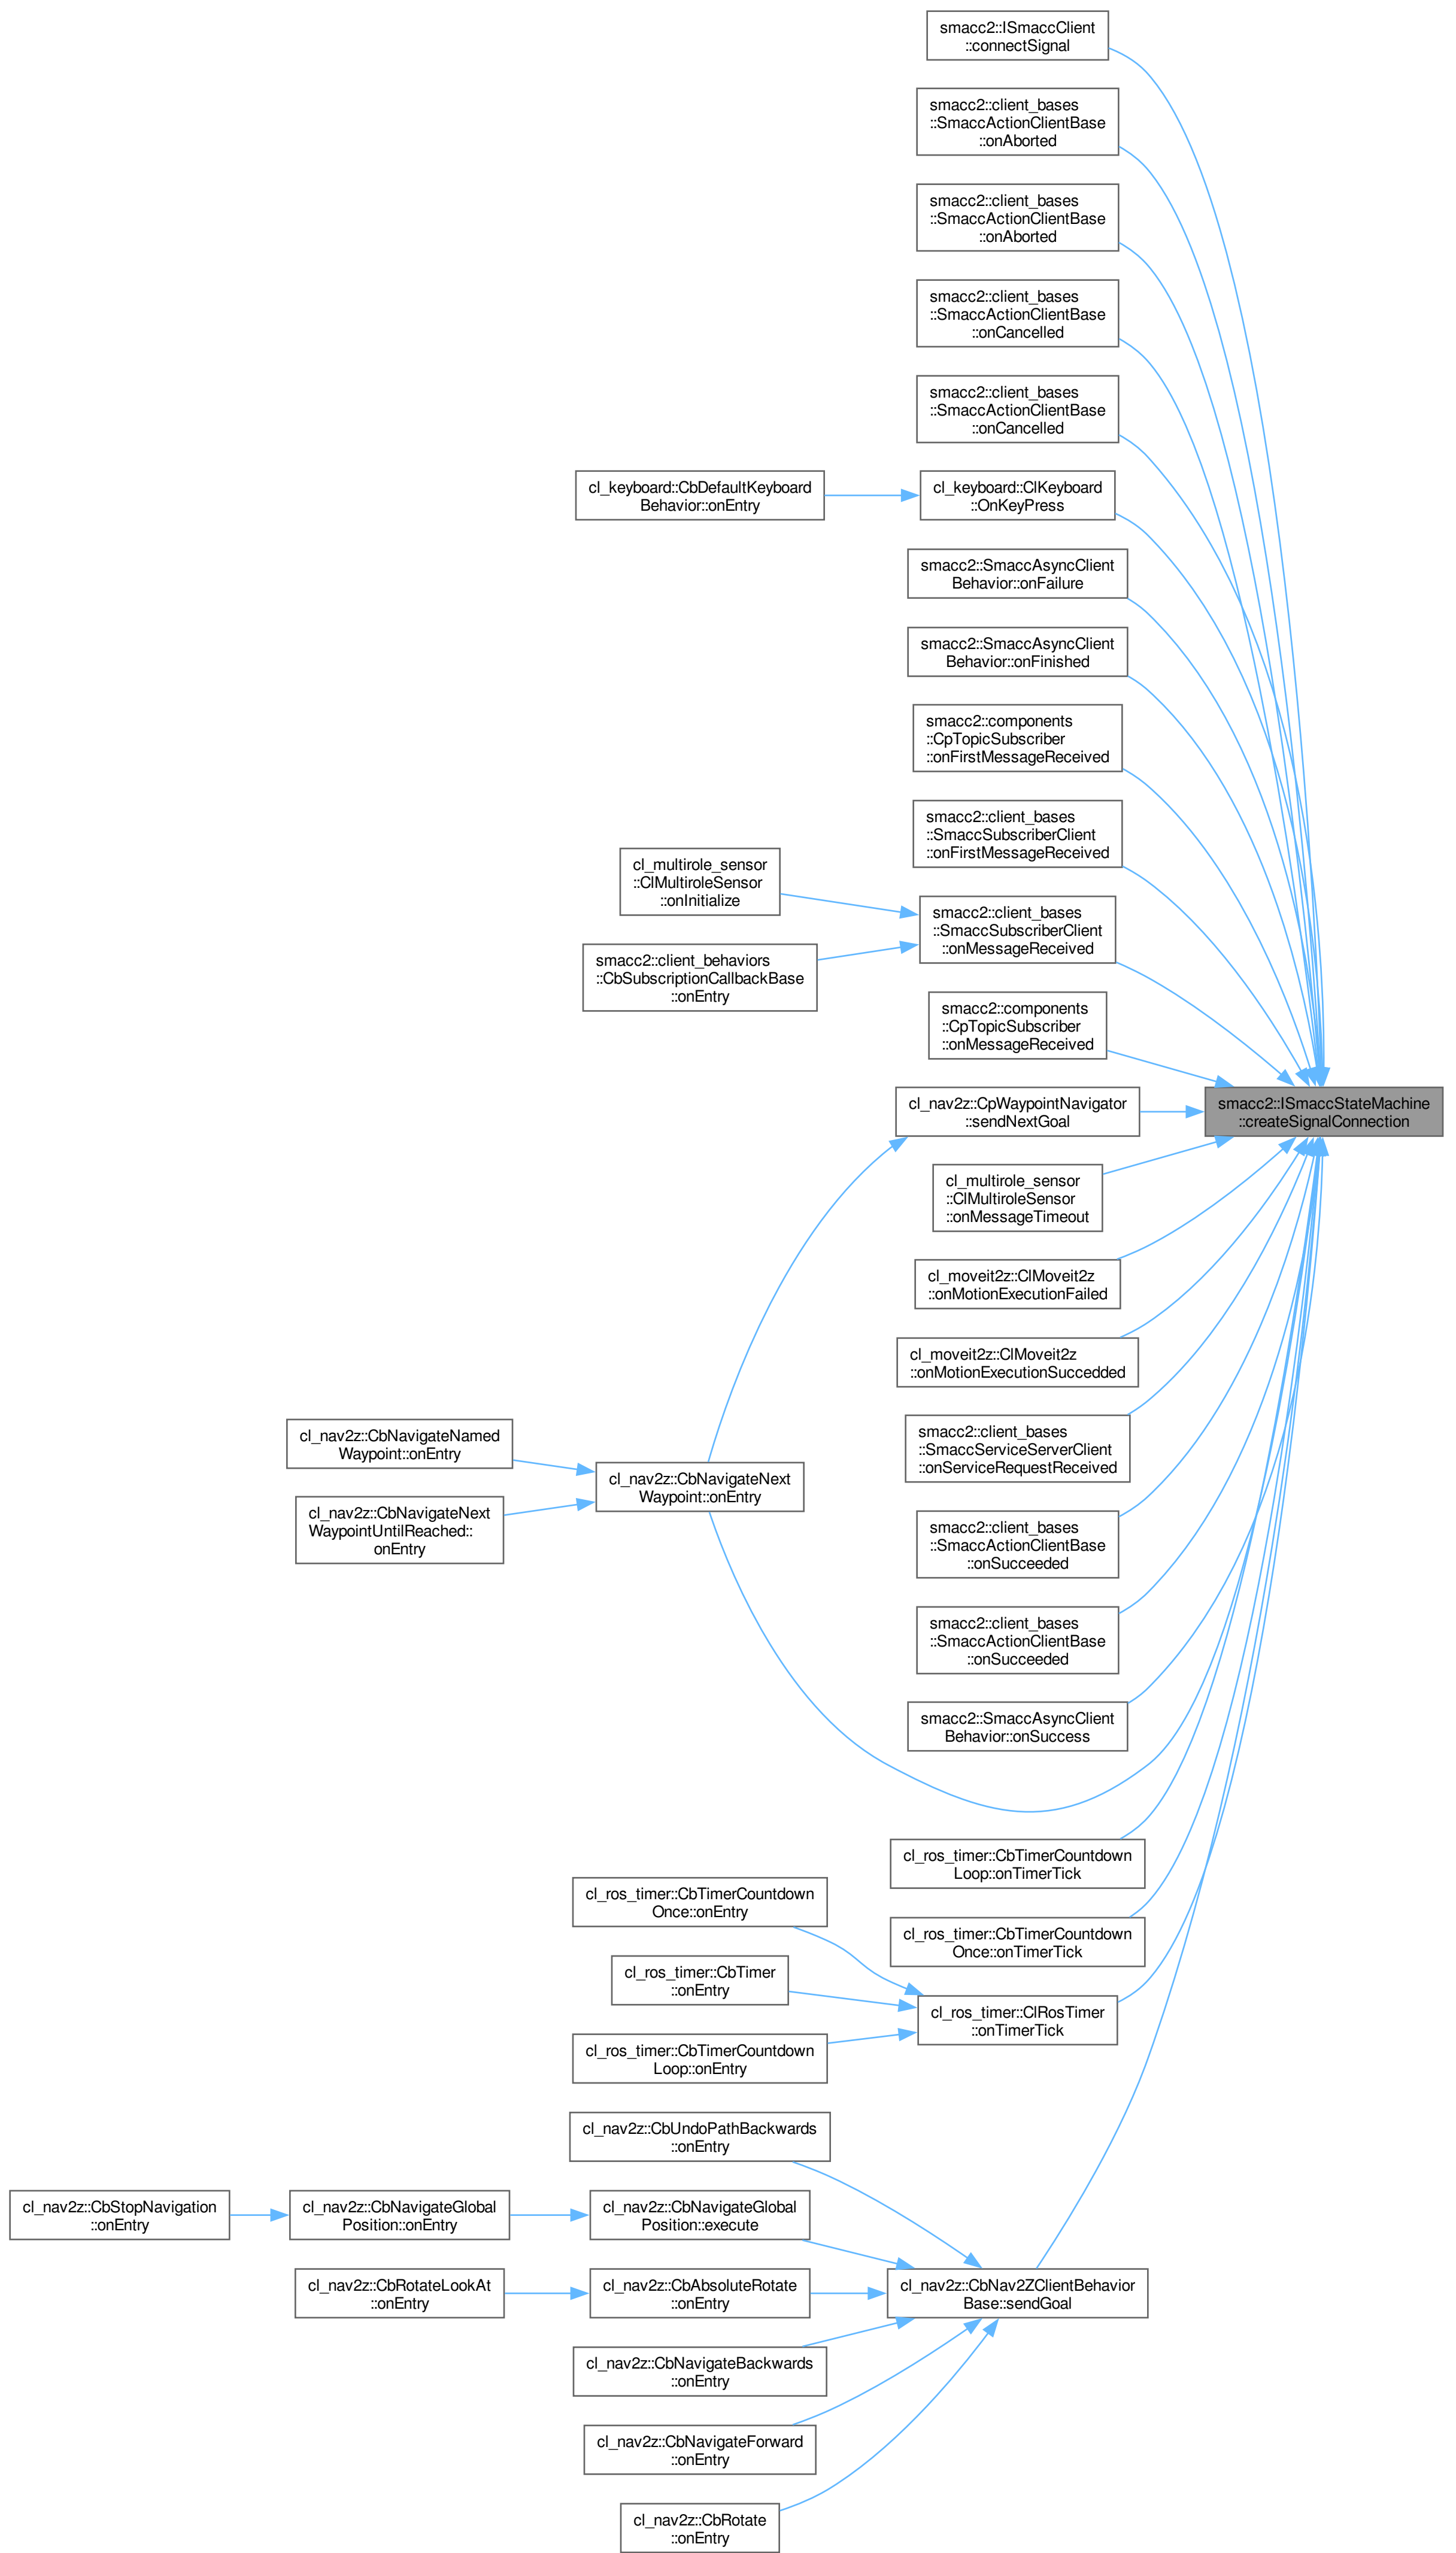 smacc2::ISmaccClient
::connectSignal
smacc2::client_bases
::SmaccActionClientBase
::onAborted
smacc2::client_bases
::SmaccActionClientBase
::onAborted
smacc2::client_bases
::SmaccActionClientBase
::onCancelled
smacc2::client_bases
::SmaccActionClientBase
::onCancelled
cl_keyboard::CbDefaultKeyboard
Behavior::onEntry
cl_keyboard::ClKeyboard
::OnKeyPress
smacc2::SmaccAsyncClient
Behavior::onFailure
smacc2::SmaccAsyncClient
Behavior::onFinished
smacc2::components
::CpTopicSubscriber
::onFirstMessageReceived
smacc2::client_bases
::SmaccSubscriberClient
::onFirstMessageReceived
cl_multirole_sensor
::ClMultiroleSensor
::onInitialize
smacc2::client_behaviors
::CbSubscriptionCallbackBase
::onEntry
smacc2::client_bases
::SmaccSubscriberClient
::onMessageReceived
smacc2::components
::CpTopicSubscriber
::onMessageReceived
cl_nav2z::CpWaypointNavigator
::sendNextGoal
smacc2::ISmaccStateMachine
::createSignalConnection
cl_multirole_sensor
::ClMultiroleSensor
::onMessageTimeout
cl_moveit2z::ClMoveit2z
::onMotionExecutionFailed
cl_moveit2z::ClMoveit2z
::onMotionExecutionSuccedded
smacc2::client_bases
::SmaccServiceServerClient
::onServiceRequestReceived
cl_nav2z::CbNavigateNamed
Waypoint::onEntry
cl_nav2z::CbNavigateNext
WaypointUntilReached::
onEntry
cl_nav2z::CbNavigateNext
Waypoint::onEntry
smacc2::client_bases
::SmaccActionClientBase
::onSucceeded
smacc2::client_bases
::SmaccActionClientBase
::onSucceeded
smacc2::SmaccAsyncClient
Behavior::onSuccess
cl_ros_timer::CbTimerCountdown
Loop::onTimerTick
cl_ros_timer::CbTimerCountdown
Once::onTimerTick
cl_ros_timer::CbTimerCountdown
Once::onEntry
cl_ros_timer::CbTimer
::onEntry
cl_ros_timer::CbTimerCountdown
Loop::onEntry
cl_ros_timer::ClRosTimer
::onTimerTick
cl_nav2z::CbUndoPathBackwards
::onEntry
cl_nav2z::CbStopNavigation
::onEntry
cl_nav2z::CbNavigateGlobal
Position::onEntry
cl_nav2z::CbNavigateGlobal
Position::execute
cl_nav2z::CbRotateLookAt
::onEntry
cl_nav2z::CbAbsoluteRotate
::onEntry
cl_nav2z::CbNav2ZClientBehavior
Base::sendGoal
cl_nav2z::CbNavigateBackwards
::onEntry
cl_nav2z::CbNavigateForward
::onEntry
cl_nav2z::CbRotate
::onEntry